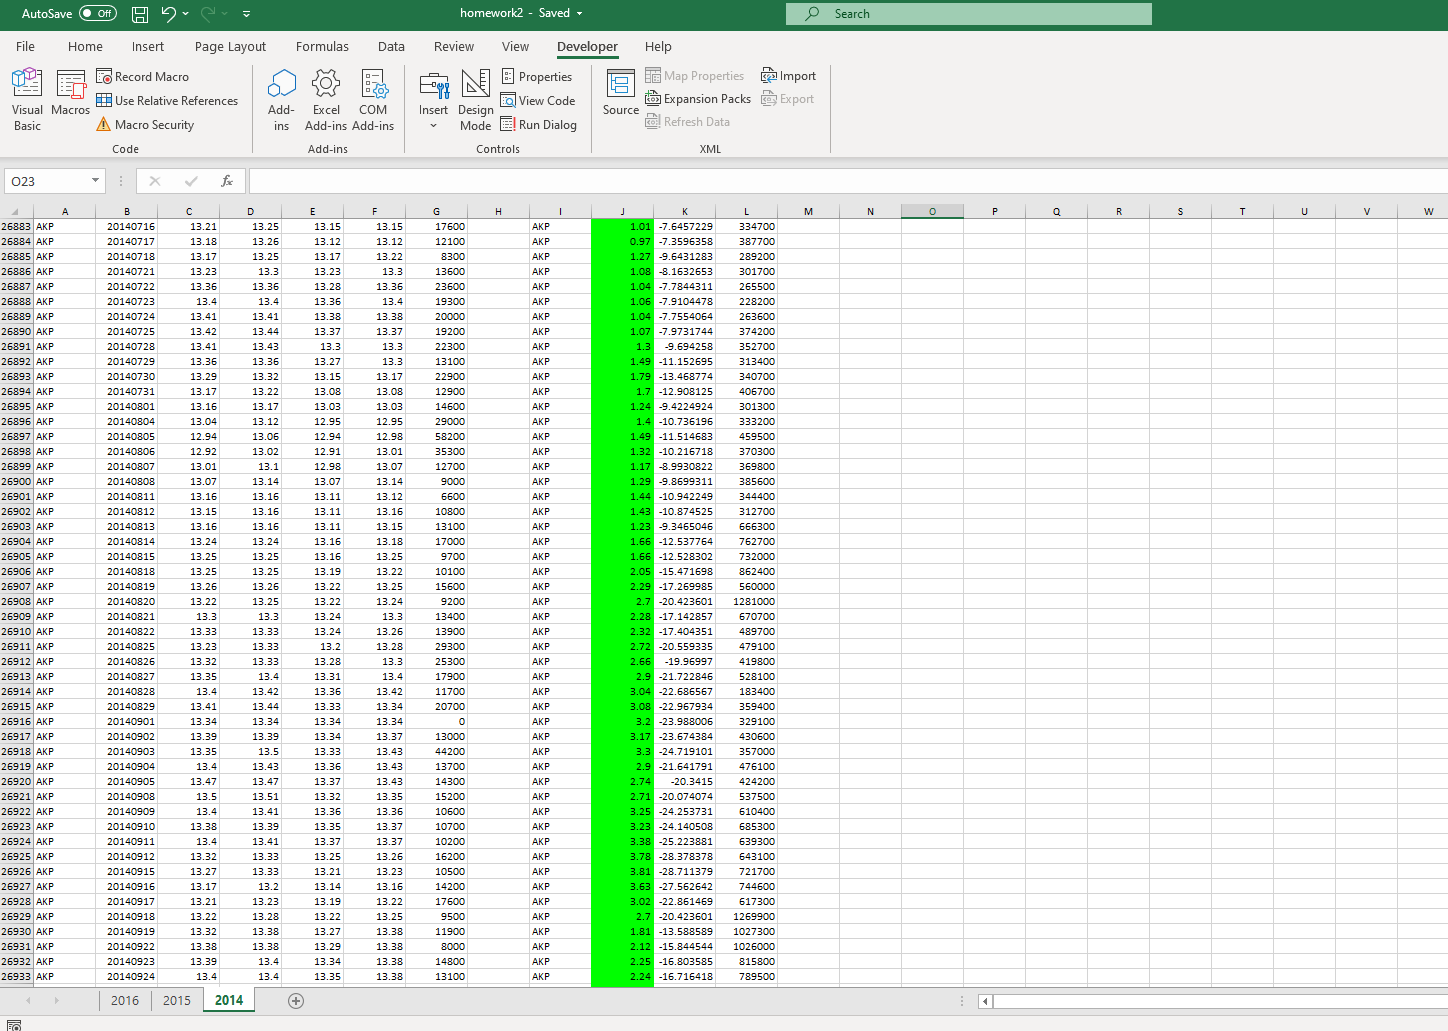 AutoSave Off homework2 - Saved Search
File Home Insert Page Layout Formulas Data Review View Developer Help
Visual Basic Macros Record Macro Use Relative References Macro Security Code
Add-ins Excel Add-ins COM Add-ins Add-ins
Insert Design Mode Properties View Code Run Dialog Controls
Source Map Properties Expansion Packs Refresh Data Import Export XML
O23 fx
A B C D E F G H I J K L M N O P Q R S T U V W
26883 AKP 20140716 13.21 13.25 13.15 13.15 17600 AKP 1.01 -7.6457229 334700
26884 AKP 20140717 13.18 13.26 13.12 13.12 12100 AKP 0.97 -7.3596358 387700
26885 AKP 20140718 13.17 13.25 13.17 13.22 8300 AKP 1.27 -9.6431283 289200
26886 AKP 20140721 13.23 13.3 13.23 13.3 13600 AKP 1.08 -8.1632653 301700
26887 AKP 20140722 13.36 13.36 13.28 13.36 23600 AKP 1.04 -7.7844311 265500
26888 AKP 20140723 13.4 13.4 13.36 13.4 19300 AKP 1.06 -7.9104478 228200
26889 AKP 20140724 13.41 13.41 13.38 13.38 20000 AKP 1.04 -7.7554064 263600
26890 AKP 20140725 13.42 13.44 13.37 13.37 19200 AKP 1.07 -7.9731744 374200
26891 AKP 20140728 13.41 13.43 13.3 13.3 22300 AKP 1.3 -9.694258 352700
26892 AKP 20140729 13.36 13.36 13.27 13.3 13100 AKP 1.49 -11.152695 313400
26893 AKP 20140730 13.29 13.32 13.15 13.17 22900 AKP 1.79 -13.468774 340700
26894 AKP 20140731 13.17 13.22 13.08 13.08 12900 AKP 1.7 -12.908125 406700
26895 AKP 20140801 13.16 13.17 13.03 13.03 14600 AKP 1.24 -9.4224924 301300
26896 AKP 20140804 13.04 13.12 12.95 12.95 29000 AKP 1.4 -10.736196 333200
26897 AKP 20140805 12.94 13.06 12.94 12.98 58200 AKP 1.49 -11.514683 459500
26898 AKP 20140806 12.92 13.02 12.91 13.01 35300 AKP 1.32 -10.216718 370300
26899 AKP 20140807 13.01 13.1 12.98 13.07 12700 AKP 1.17 -8.9930822 369800
26900 AKP 20140808 13.07 13.14 13.07 13.14 9000 AKP 1.29 -9.8699311 385600
26901 AKP 20140811 13.16 13.16 13.11 13.12 6600 AKP 1.44 -10.942249 344400
26902 AKP 20140812 13.15 13.16 13.11 13.16 10800 AKP 1.43 -10.874525 312700
26903 AKP 20140813 13.16 13.16 13.11 13.15 13100 AKP 1.23 -9.3465046 666300
26904 AKP 20140814 13.24 13.24 13.16 13.18 17000 AKP 1.66 -12.537764 762700
26905 AKP 20140815 13.25 13.25 13.16 13.25 9700 AKP 1.66 -12.528302 732000
26906 AKP 20140818 13.25 13.25 13.19 13.22 10100 AKP 2.05 -15.471698 862400
26907 AKP 20140819 13.26 13.26 13.22 13.25 15600 AKP 2.29 -17.269985 560000
26908 AKP 20140820 13.22 13.25 13.22 13.24 9200 AKP 2.7 -20.423601 1281000
26909 AKP 20140821 13.3 13.3 13.24 13.3 13400 AKP 2.28 -17.142857 670700
26910 AKP 20140822 13.33 13.33 13.24 13.26 13900 AKP 2.32 -17.404351 489700
26911 AKP 20140825 13.23 13.33 13.2 13.28 29300 AKP 2.72 -20.559335 479100
26912 AKP 20140826 13.32 13.33 13.28 13.3 25300 AKP 2.66 -19.96997 419800
26913 AKP 20140827 13.35 13.4 13.31 13.4 17900 AKP 2.9 -21.722846 528100
26914 AKP 20140828 13.4 13.42 13.36 13.42 11700 AKP 3.04 -22.686567 183400
26915 AKP 20140829 13.41 13.44 13.33 13.34 20700 AKP 3.08 -22.967934 359400
26916 AKP 20140901 13.34 13.34 13.34 13.34 0 AKP 3.2 -23.988006 329100
26917 AKP 20140902 13.39 13.39 13.34 13.37 13000 AKP 3.17 -23.674384 430600
26918 AKP 20140903 13.35 13.5 13.33 13.43 44200 AKP 3.3 -24.719101 357000
26919 AKP 20140904 13.4 13.43 13.36 13.43 13700 AKP 2.9 -21.641791 476100
26920 AKP 20140905 13.47 13.47 13.37 13.43 14300 AKP 2.74 -20.3415 424200
26921 AKP 20140908 13.5 13.51 13.32 13.35 15200 AKP 2.71 -20.074074 537500
26922 AKP 20140909 13.4 13.41 13.36 13.36 10600 AKP 3.25 -24.253731 610400
26923 AKP 20140910 13.38 13.39 13.35 13.37 10700 AKP 3.23 -24.140508 685300
26924 AKP 20140911 13.4 13.41 13.37 13.37 10200 AKP 3.38 -25.223881 639300
26925 AKP 20140912 13.32 13.33 13.25 13.26 16200 AKP 3.78 -28.378378 643100
26926 AKP 20140915 13.27 13.33 13.21 13.23 10500 AKP 3.81 -28.711379 721700
26927 AKP 20140916 13.17 13.2 13.14 13.16 14200 AKP 3.63 -27.562642 744600
26928 AKP 20140917 13.21 13.23 13.19 13.22 17600 AKP 3.02 -22.861469 617300
26929 AKP 20140918 13.22 13.28 13.22 13.25 9500 AKP 2.7 -20.423601 1269900
26930 AKP 20140919 13.32 13.38 13.27 13.38 11900 AKP 1.81 -13.588589 1027300
26931 AKP 20140922 13.38 13.38 13.29 13.38 8000 AKP 2.12 -15.844544 1026000
26932 AKP 20140923 13.39 13.4 13.34 13.38 14800 AKP 2.25 -16.803585 815800
26933 AKP 20140924 13.4 13.4 13.35 13.38 13100 AKP 2.24 -16.716418 789500
2016 2015 2014